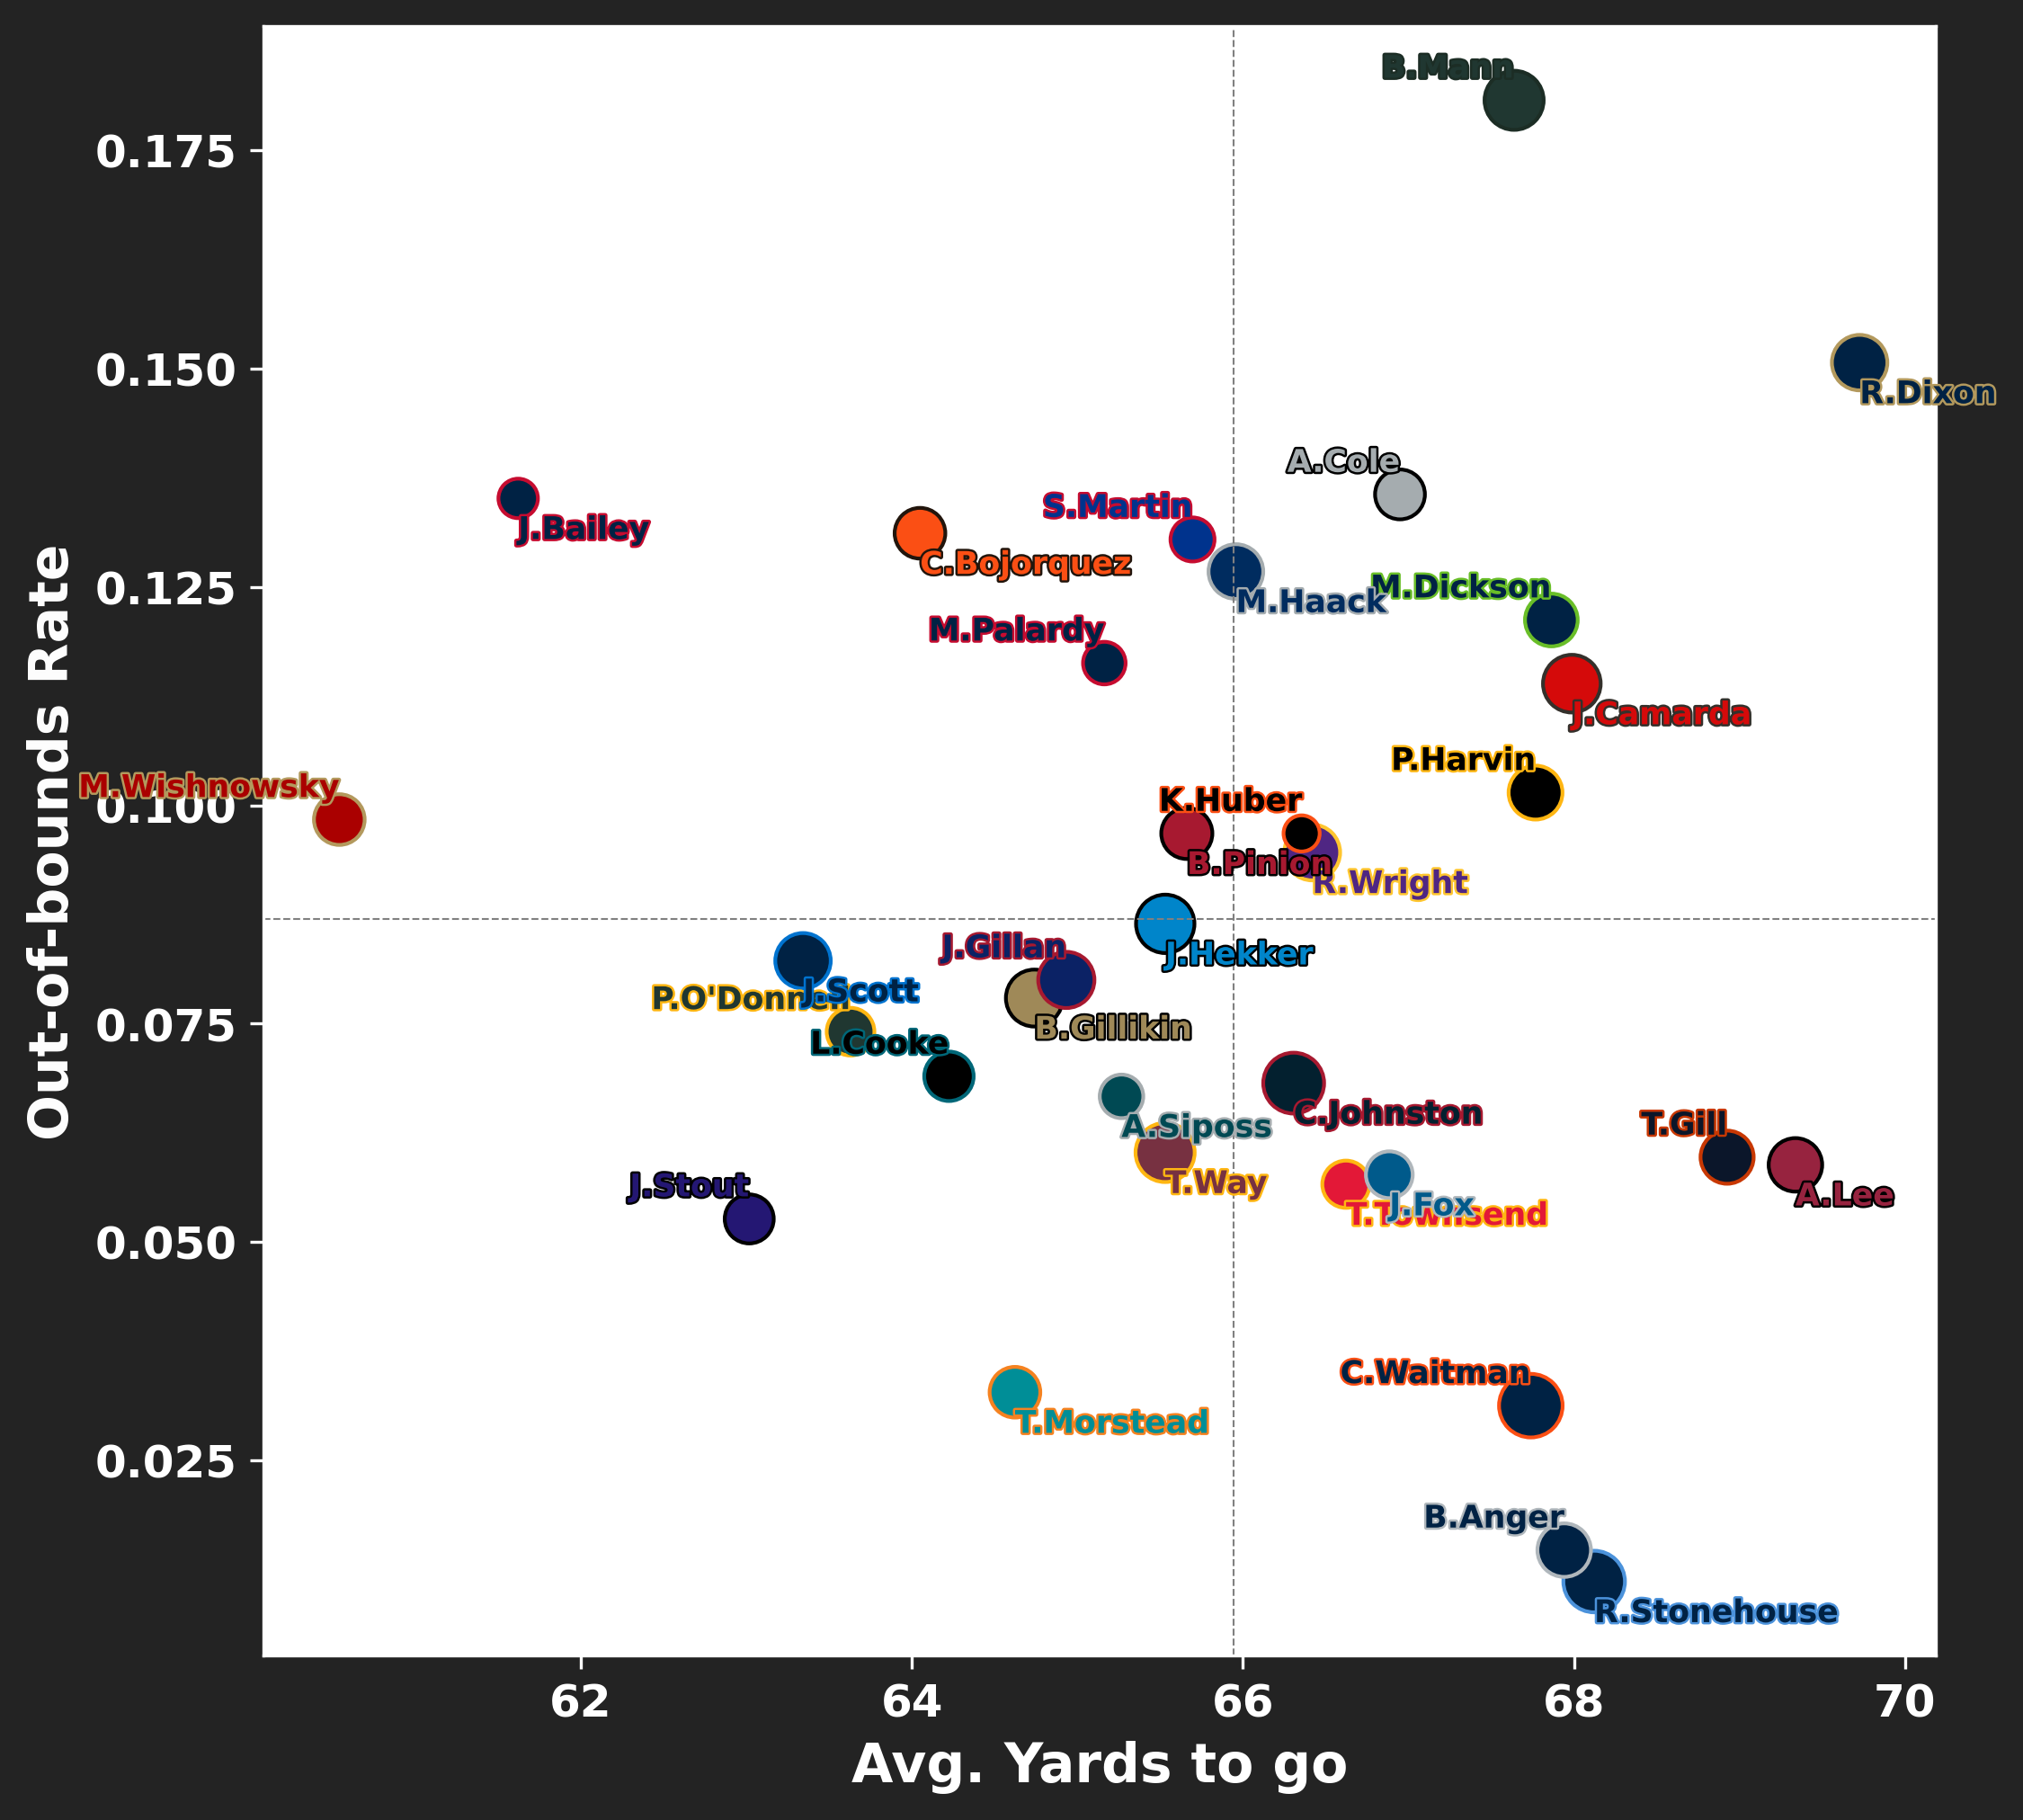 B.Mann
0.175
0.150
R.Dixon
A.Cole
S.Martin
J.Bailey
C.Bojorquez
0.125
M.Dickson
M.Haack
M.Palardy
J.Camarda
P.Harvin
M.Wishnowsky
0.100
K.Huber
B.Pinion
R.Wright
J.Gillan
J.Hekker
P.O'Donnell
J.Scott
0.075
B.Gillikin
L.Cooke
C.Johnston
A.Siposs
T.Gill
J.Stout
T.Way
A.Lee
J.Fox
T.Townsend
0.050
C.Waitman
T.Morstead
0.025
B.Anger
R.Stonehouse
62 64 66 68 70
Avg. Yards to go
Out-of-bounds Rate